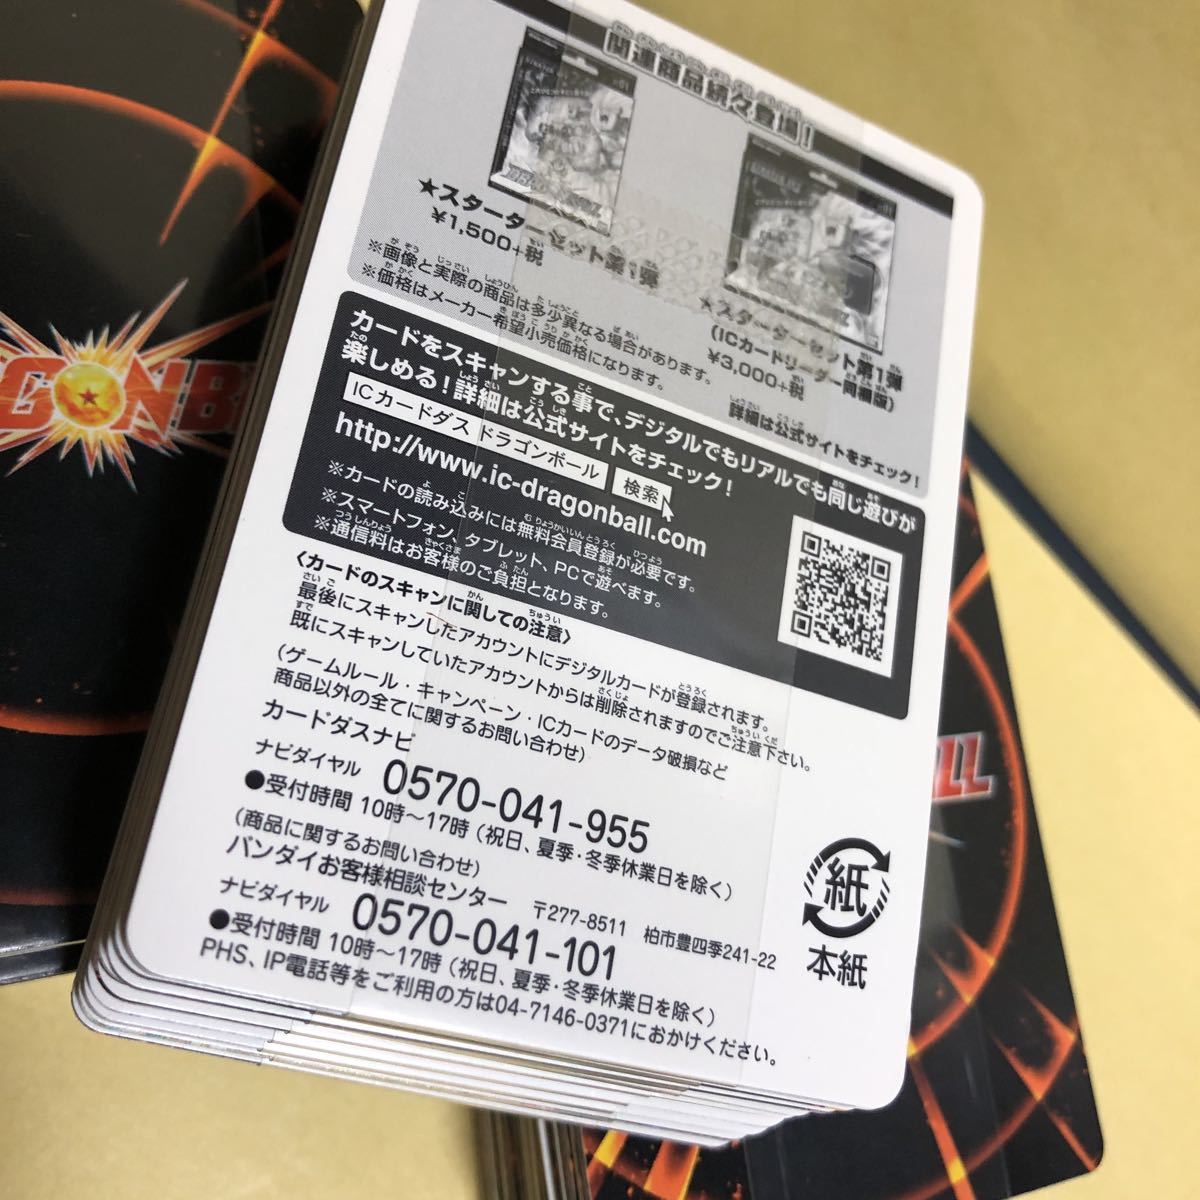 関連商品続々登場!
★スターターセット第1弾
¥1,500+税
★スターターセット第1弾
(ICカードリーダー同梱版)
¥3,000+税
※画像と実際の商品は多少異なる場合があります。
※価格はメーカー希望小売価格になります。
詳細は公式サイトをチェック!
カードをスキャンする事で、デジタルでもリアルでも同じ遊びが
楽しめる!詳細は公式サイトをチェック!
ICカードダス ドラゴンボール 検索
http://www.ic-dragonball.com
※カードの読み込みには無料会員登録が必要です。
※スマートフォン、タブレット、PCで遊べます。
※通信料はお客様のご負担となります。
〈カードのスキャンに関しての注意〉
最後にスキャンしたアカウントにデジタルカードが登録されます。
既にスキャンしていたアカウントからは削除されますのでご注意下さい。
(ゲームルール・キャンペーン・ICカードのデータ破損など
商品以外の全てに関するお問い合わせ)
カードダスナビ
ナビダイヤル 0570-041-955
●受付時間 10時～17時 (祝日、夏季・冬季休業日を除く)
(商品に関するお問い合わせ)
バンダイお客様相談センター 〒277-8511 柏市豊四季241-22
ナビダイヤル 0570-041-101
●受付時間 10時～17時 (祝日、夏季・冬季休業日を除く)
PHS、IP電話等をご利用の方は04-7146-0371におかけください。
紙
本紙